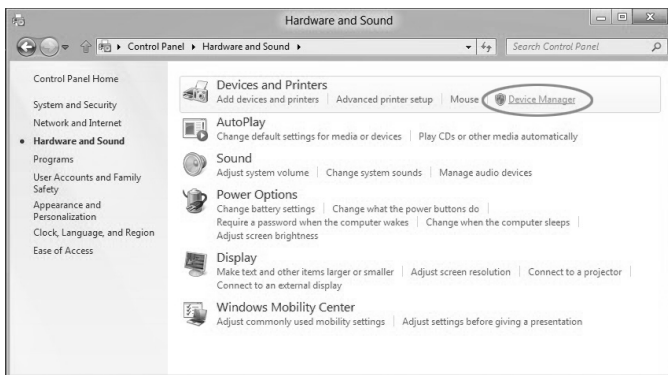 Hardware and Sound
Control Panel ▸ Hardware and Sound ▸
Search Control Panel
Control Panel Home
System and Security
Network and Internet
Hardware and Sound
Programs
User Accounts and Family
Safety
Appearance and
Personalization
Clock, Language, and Region
Ease of Access
Devices and Printers
Add devices and printers | Advanced printer setup | Mouse | Device Manager
AutoPlay
Change default settings for media or devices | Play CDs or other media automatically
Sound
Adjust system volume | Change system sounds | Manage audio devices
Power Options
Change battery settings | Change what the power buttons do |
Require a password when the computer wakes | Change when the computer sleeps |
Adjust screen brightness
Display
Make text and other items larger or smaller | Adjust screen resolution | Connect to a projector |
Connect to an external display
Windows Mobility Center
Adjust commonly used mobility settings | Adjust settings before giving a presentation